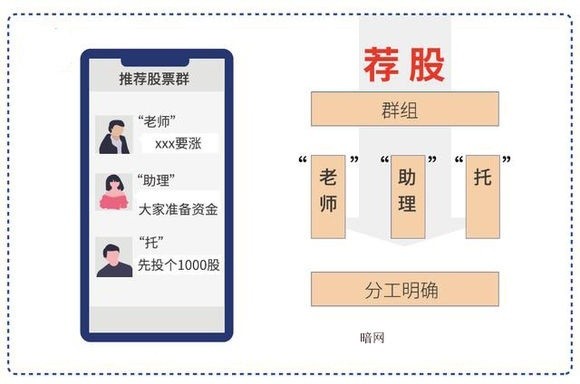 推荐股票群
“老师”
xxx要涨
“助理”
大家准备资金
“托”
先投个1000股
荐股
群组
“老师” “助理” “托”
分工明确
暗网